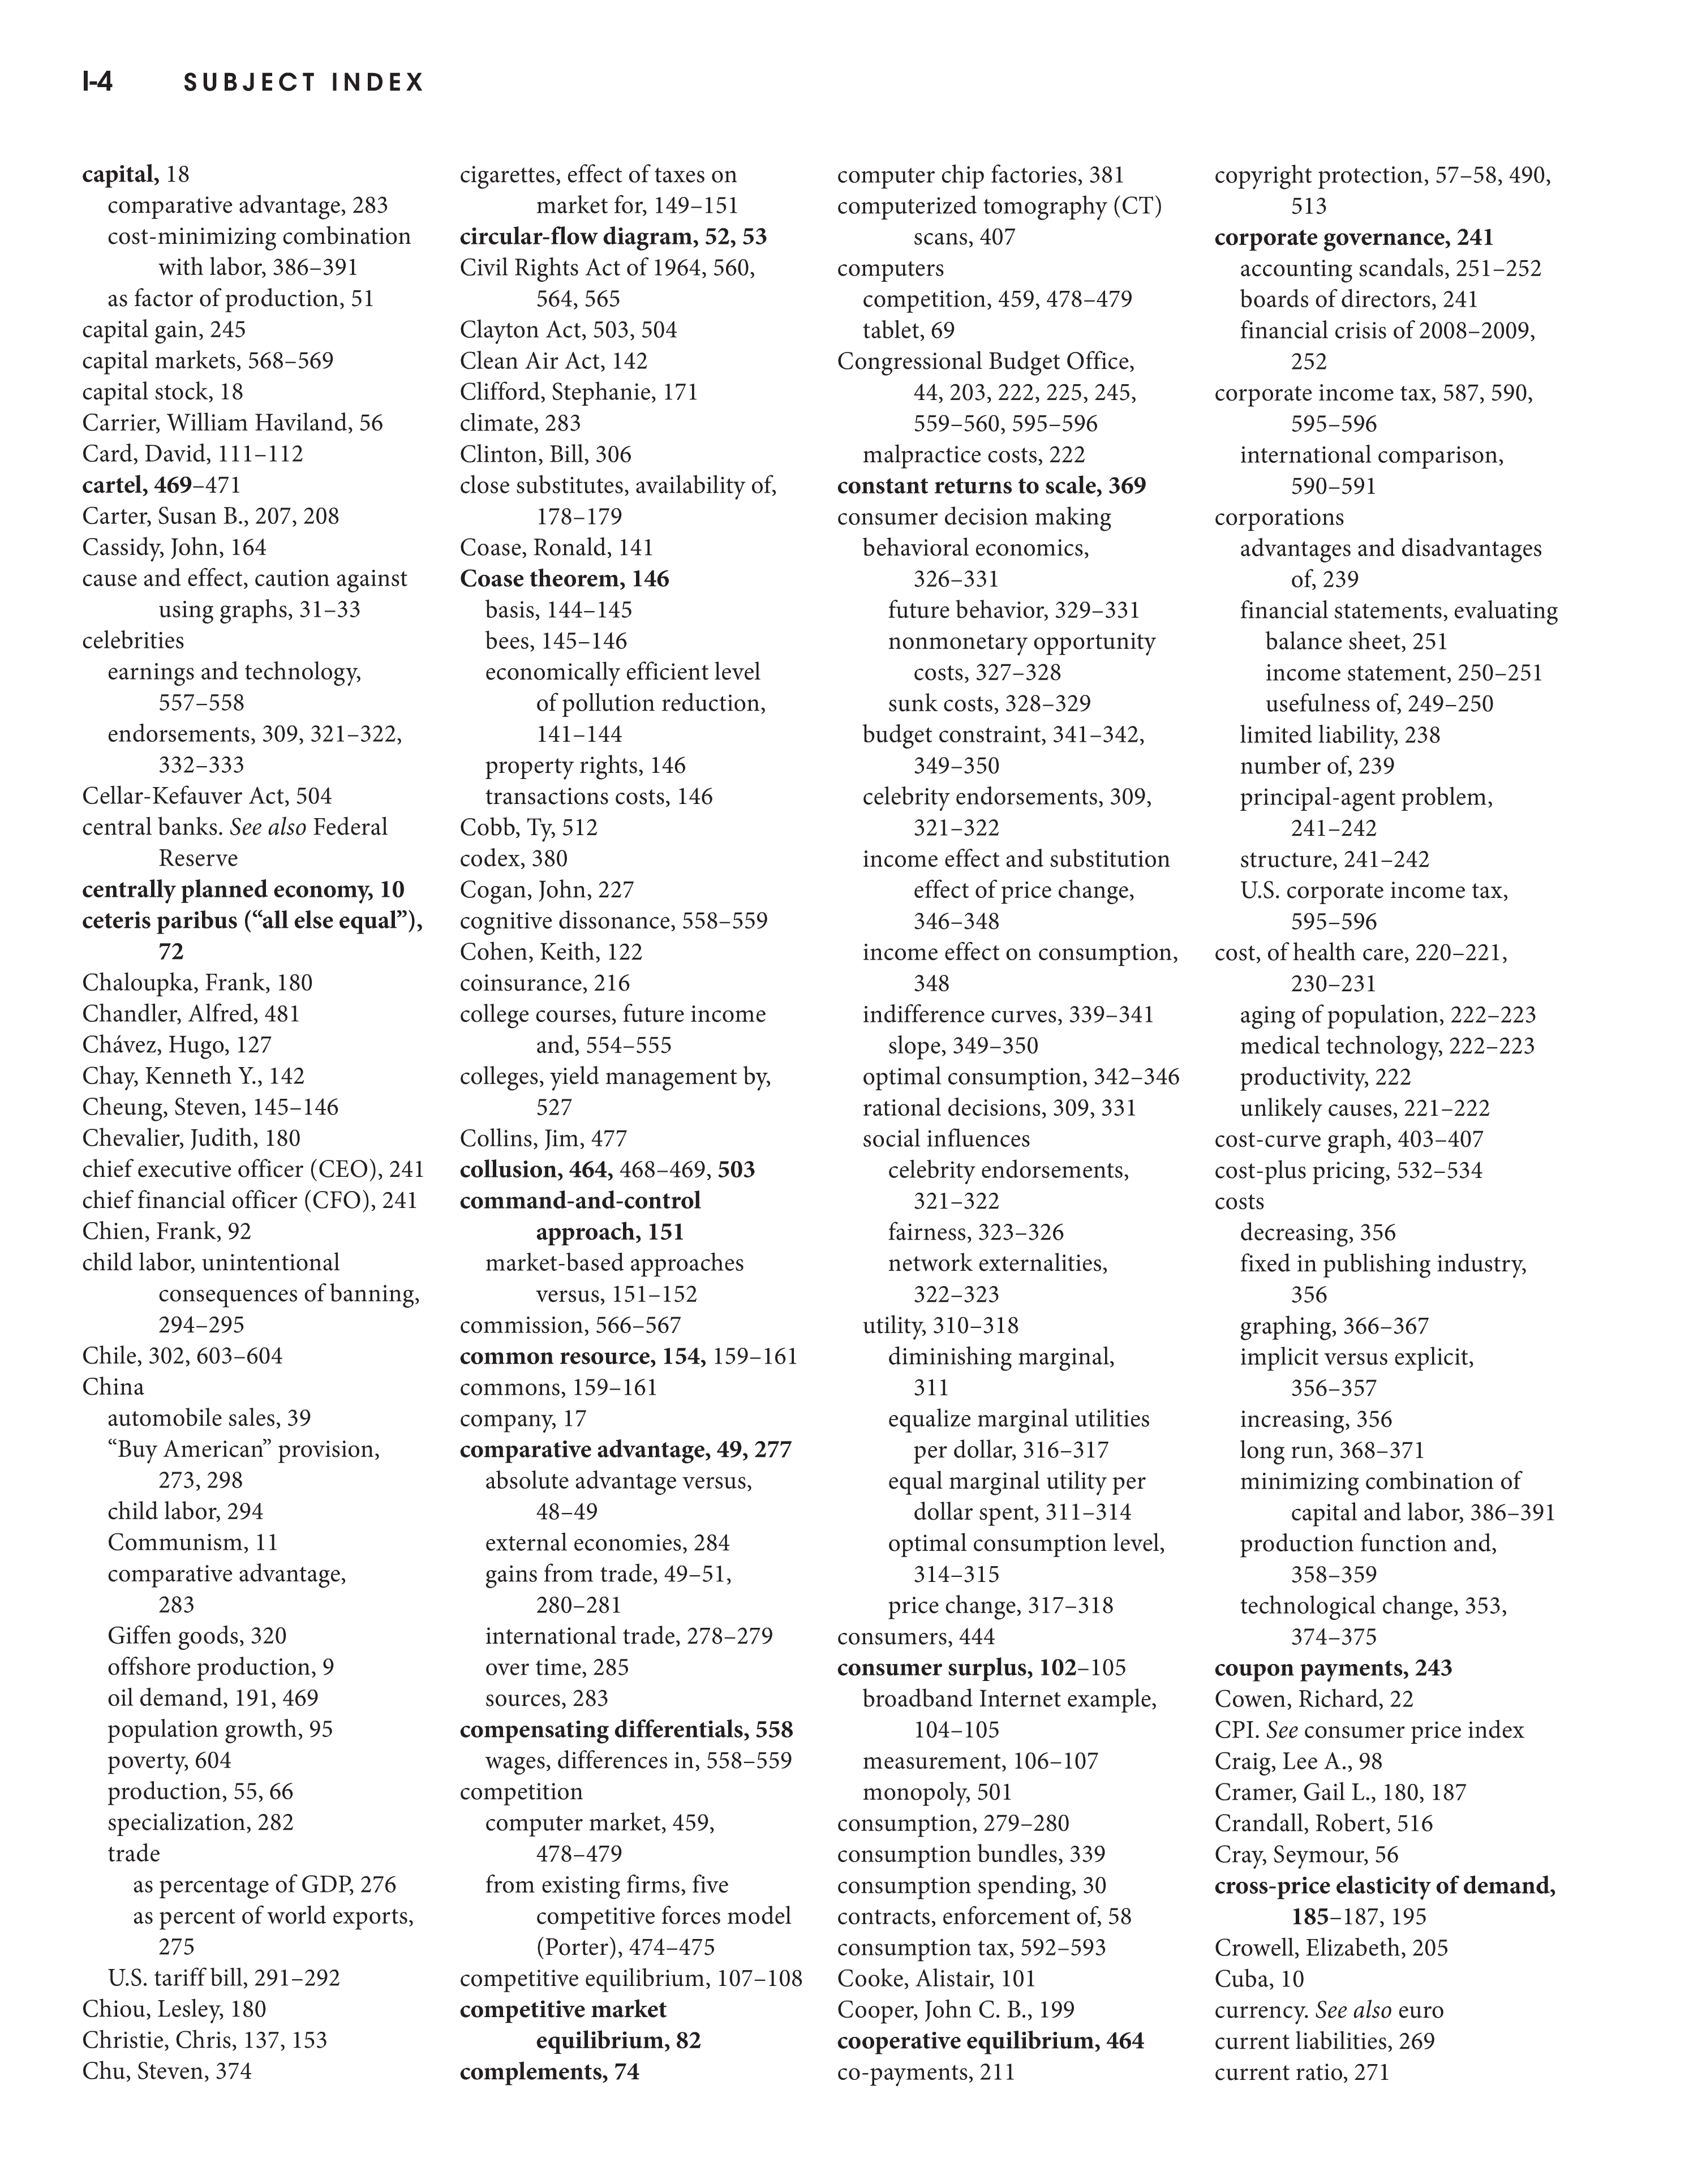 I-4 SUBJECT INDEX
capital, 18
comparative advantage, 283
cost-minimizing combination
with labor, 386–391
as factor of production, 51
capital gain, 245
capital markets, 568–569
capital stock, 18
Carrier, William Haviland, 56
Card, David, 111–112
cartel, 469–471
Carter, Susan B., 207, 208
Cassidy, John, 164
cause and effect, caution against
using graphs, 31–33
celebrities
earnings and technology,
557–558
endorsements, 309, 321–322,
332–333
Cellar-Kefauver Act, 504
central banks. See also Federal
Reserve
centrally planned economy, 10
ceteris paribus (“all else equal”),
72
Chaloupka, Frank, 180
Chandler, Alfred, 481
Chávez, Hugo, 127
Chay, Kenneth Y., 142
Cheung, Steven, 145–146
Chevalier, Judith, 180
chief executive officer (CEO), 241
chief financial officer (CFO), 241
Chien, Frank, 92
child labor, unintentional
consequences of banning,
294–295
Chile, 302, 603–604
China
automobile sales, 39
“Buy American” provision,
273, 298
child labor, 294
Communism, 11
comparative advantage,
283
Giffen goods, 320
offshore production, 9
oil demand, 191, 469
population growth, 95
poverty, 604
production, 55, 66
specialization, 282
trade
as percentage of GDP, 276
as percent of world exports,
275
U.S. tariff bill, 291–292
Chiou, Lesley, 180
Christie, Chris, 137, 153
Chu, Steven, 374
cigarettes, effect of taxes on
market for, 149–151
circular-flow diagram, 52, 53
Civil Rights Act of 1964, 560,
564, 565
Clayton Act, 503, 504
Clean Air Act, 142
Clifford, Stephanie, 171
climate, 283
Clinton, Bill, 306
close substitutes, availability of,
178–179
Coase, Ronald, 141
Coase theorem, 146
basis, 144–145
bees, 145–146
economically efficient level
of pollution reduction,
141–144
property rights, 146
transactions costs, 146
Cobb, Ty, 512
codex, 380
Cogan, John, 227
cognitive dissonance, 558–559
Cohen, Keith, 122
coinsurance, 216
college courses, future income
and, 554–555
colleges, yield management by,
527
Collins, Jim, 477
collusion, 464, 468–469, 503
command-and-control
approach, 151
market-based approaches
versus, 151–152
commission, 566–567
common resource, 154, 159–161
commons, 159–161
company, 17
comparative advantage, 49, 277
absolute advantage versus,
48–49
external economies, 284
gains from trade, 49–51,
280–281
international trade, 278–279
over time, 285
sources, 283
compensating differentials, 558
wages, differences in, 558–559
competition
computer market, 459,
478–479
from existing firms, five
competitive forces model
(Porter), 474–475
competitive equilibrium, 107–108
competitive market
equilibrium, 82
complements, 74
computer chip factories, 381
computerized tomography (CT)
scans, 407
computers
competition, 459, 478–479
tablet, 69
Congressional Budget Office,
44, 203, 222, 225, 245,
559–560, 595–596
malpractice costs, 222
constant returns to scale, 369
consumer decision making
behavioral economics,
326–331
future behavior, 329–331
nonmonetary opportunity
costs, 327–328
sunk costs, 328–329
budget constraint, 341–342,
349–350
celebrity endorsements, 309,
321–322
income effect and substitution
effect of price change,
346–348
income effect on consumption,
348
indifference curves, 339–341
slope, 349–350
optimal consumption, 342–346
rational decisions, 309, 331
social influences
celebrity endorsements,
321–322
fairness, 323–326
network externalities,
322–323
utility, 310–318
diminishing marginal,
311
equalize marginal utilities
per dollar, 316–317
equal marginal utility per
dollar spent, 311–314
optimal consumption level,
314–315
price change, 317–318
consumers, 444
consumer surplus, 102–105
broadband Internet example,
104–105
measurement, 106–107
monopoly, 501
consumption, 279–280
consumption bundles, 339
consumption spending, 30
contracts, enforcement of, 58
consumption tax, 592–593
Cooke, Alistair, 101
Cooper, John C. B., 199
cooperative equilibrium, 464
co-payments, 211
copyright protection, 57–58, 490,
513
corporate governance, 241
accounting scandals, 251–252
boards of directors, 241
financial crisis of 2008–2009,
252
corporate income tax, 587, 590,
595–596
international comparison,
590–591
corporations
advantages and disadvantages
of, 239
financial statements, evaluating
balance sheet, 251
income statement, 250–251
usefulness of, 249–250
limited liability, 238
number of, 239
principal-agent problem,
241–242
structure, 241–242
U.S. corporate income tax,
595–596
cost, of health care, 220–221,
230–231
aging of population, 222–223
medical technology, 222–223
productivity, 222
unlikely causes, 221–222
cost-curve graph, 403–407
cost-plus pricing, 532–534
costs
decreasing, 356
fixed in publishing industry,
356
graphing, 366–367
implicit versus explicit,
356–357
increasing, 356
long run, 368–371
minimizing combination of
capital and labor, 386–391
production function and,
358–359
technological change, 353,
374–375
coupon payments, 243
Cowen, Richard, 22
CPI. See consumer price index
Craig, Lee A., 98
Cramer, Gail L., 180, 187
Crandall, Robert, 516
Cray, Seymour, 56
cross-price elasticity of demand,
185–187, 195
Crowell, Elizabeth, 205
Cuba, 10
currency. See also euro
current liabilities, 269
current ratio, 271